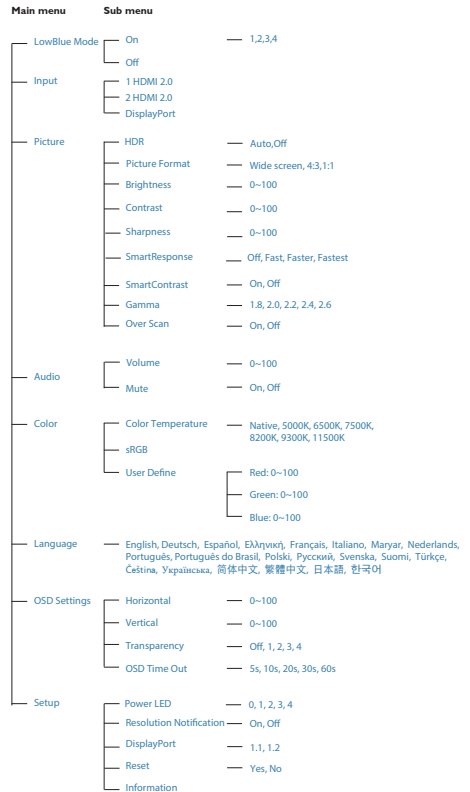 Main menu Sub menu
LowBlue Mode On 1,2,3,4
Off
Input 1 HDMI 2.0
2 HDMI 2.0
DisplayPort
Picture HDR Auto,Off
Picture Format Wide screen, 4:3,1:1
Brightness 0~100
Contrast 0~100
Sharpness 0~100
SmartResponse Off, Fast, Faster, Fastest
SmartContrast On, Off
Gamma 1.8, 2.0, 2.2, 2.4, 2.6
Over Scan On, Off
Audio Volume 0~100
Mute On, Off
Color Color Temperature Native, 5000K, 6500K, 7500K,
8200K, 9300K, 11500K
sRGB
User Define Red: 0~100
Green: 0~100
Blue: 0~100
Language English, Deutsch, Español, Ελληνική, Français, Italiano, Maryar, Nederlands,
Português, Português do Brasil, Polski, Русский, Svenska, Suomi, Türkçe,
Čeština, Українська, 简体中文, 繁體中文, 日本語, 한국어
OSD Settings Horizontal 0~100
Vertical 0~100
Transparency Off, 1, 2, 3, 4
OSD Time Out 5s, 10s, 20s, 30s, 60s
Setup Power LED 0, 1, 2, 3, 4
Resolution Notification On, Off
DisplayPort 1.1, 1.2
Reset Yes, No
Information